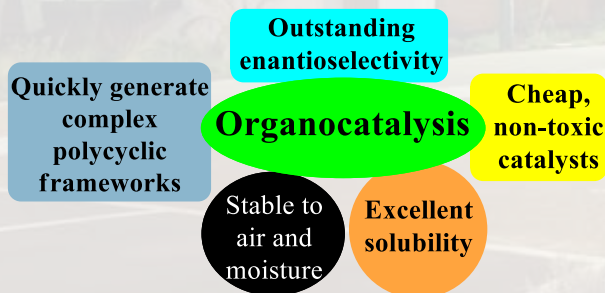 Outstanding
enantioselectivity
Quickly generate
complex
polycyclic
frameworks
Organocatalysis
Cheap,
non-toxic
catalysts
Stable to
air and
moisture
Excellent
solubility